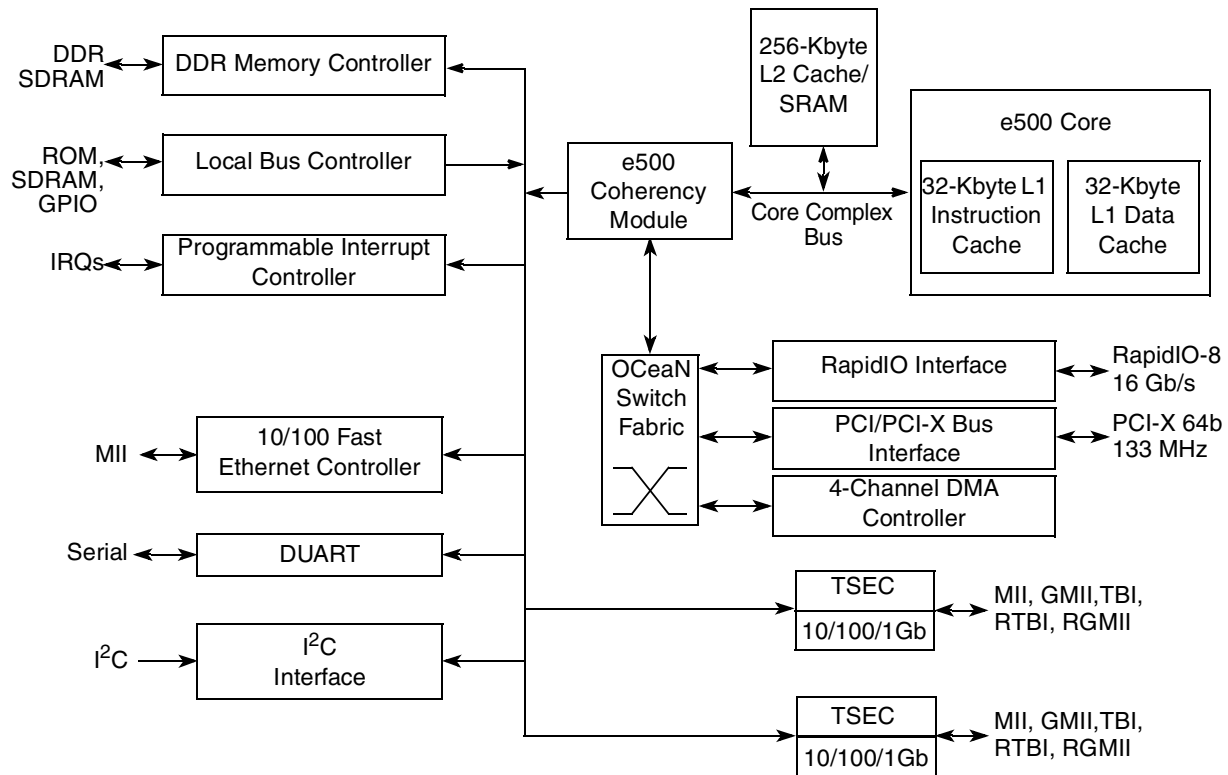 DDR
SDRAM
DDR Memory Controller
256-Kbyte
L2 Cache/
SRAM
e500 Core
32-Kbyte L1
Instruction
Cache
32-Kbyte
L1 Data
Cache
ROM,
SDRAM,
GPIO
Local Bus Controller
e500
Coherency
Module
Core Complex
Bus
IRQs
Programmable Interrupt
Controller
OCeaN
Switch
Fabric
RapidIO Interface
RapidIO-8
16 Gb/s
PCI/PCI-X Bus
Interface
PCI-X 64b
133 MHz
4-Channel DMA
Controller
MII
10/100 Fast
Ethernet Controller
Serial
DUART
I²C
I²C
Interface
TSEC
10/100/1Gb
MII, GMII,TBI,
RTBI, RGMII
TSEC
10/100/1Gb
MII, GMII,TBI,
RTBI, RGMII